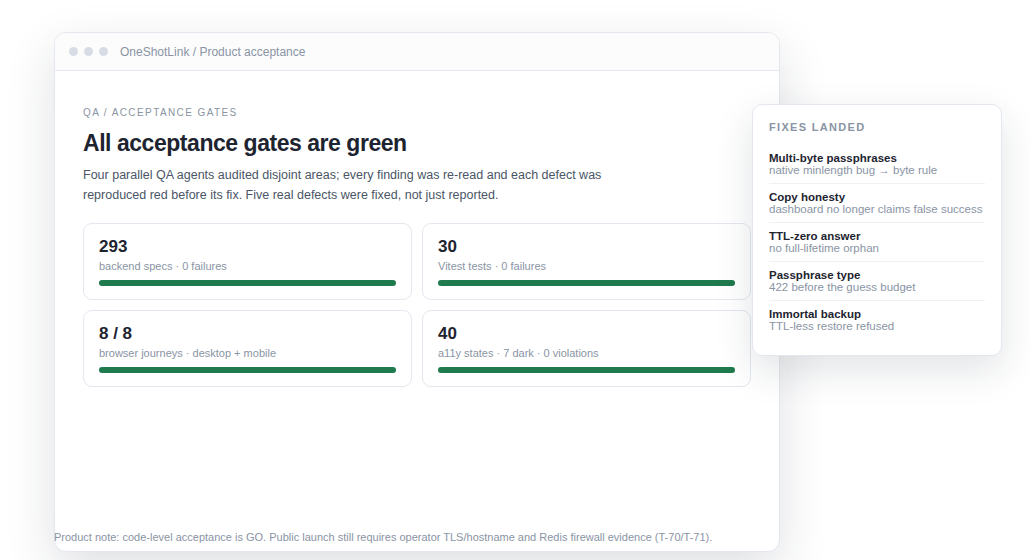 OneShotLink / Product acceptance
QA / ACCEPTANCE GATES
All acceptance gates are green
Four parallel QA agents audited disjoint areas; every finding was re-read and each defect was
reproduced red before its fix. Five real defects were fixed, not just reported.
293
backend specs · 0 failures
30
Vitest tests · 0 failures
8 / 8
browser journeys · desktop + mobile
40
a11y states · 7 dark · 0 violations
FIXES LANDED
Multi-byte passphrases
native minlength bug → byte rule
Copy honesty
dashboard no longer claims false success
TTL-zero answer
no full-lifetime orphan
Passphrase type
422 before the guess budget
Immortal backup
TTL-less restore refused
Product note: code-level acceptance is GO. Public launch still requires operator TLS/hostname and Redis firewall evidence (T-70/T-71).